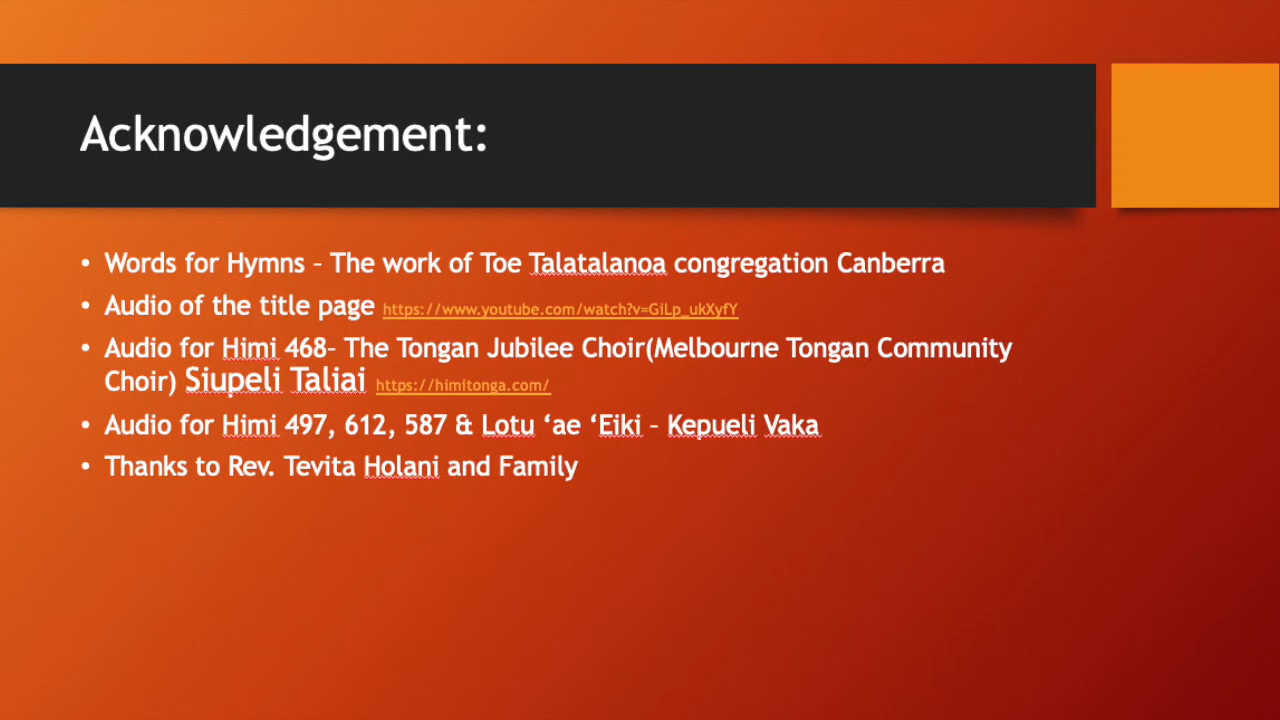 Acknowledgement:
• Words for Hymns – The work of Toe Talatalanoa congregation Canberra
• Audio of the title page https://www.youtube.com/watch?v=GiLp_ukXyfY
• Audio for Himi 468– The Tongan Jubilee Choir(Melbourne Tongan Community
Choir) Siupeli Taliai https://himitonga.com/
• Audio for Himi 497, 612, 587 & Lotu ‘ae ‘Eiki – Kepueli Vaka
• Thanks to Rev. Tevita Holani and Family